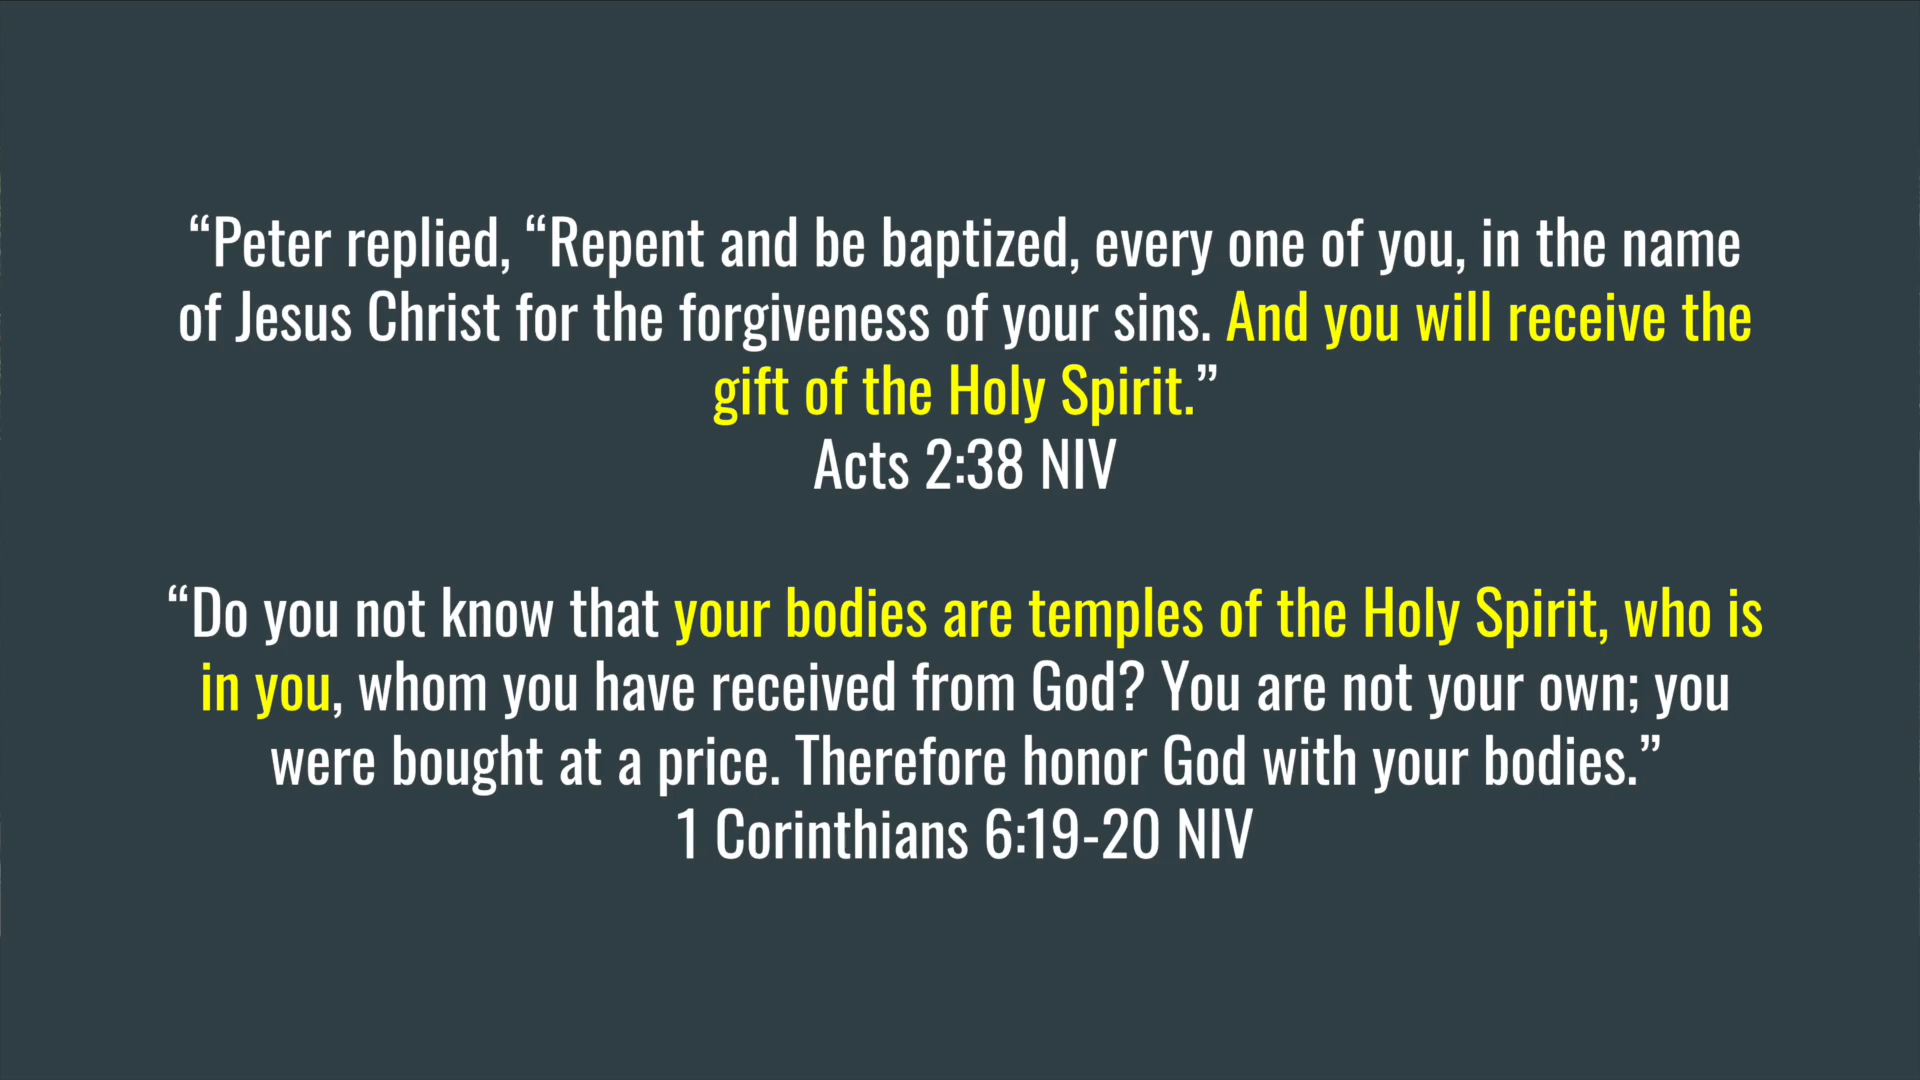 “Peter replied, “Repent and be baptized, every one of you, in the name
of Jesus Christ for the forgiveness of your sins. And you will receive the
gift of the Holy Spirit.”
Acts 2:38 NIV
“Do you not know that your bodies are temples of the Holy Spirit, who is
in you, whom you have received from God? You are not your own; you
were bought at a price. Therefore honor God with your bodies.”
1 Corinthians 6:19-20 NIV